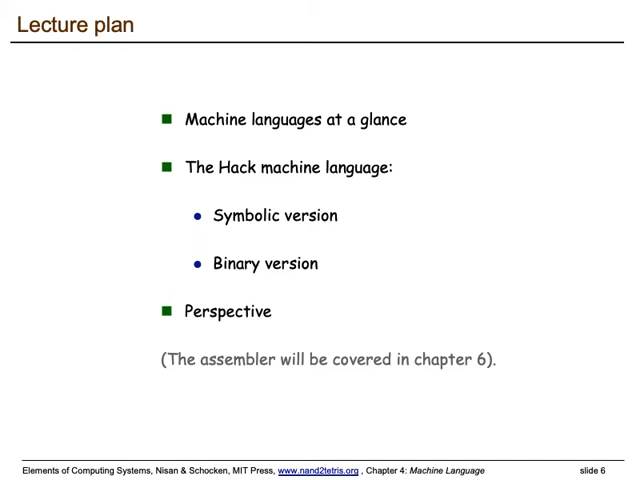 Lecture plan
Machine languages at a glance
The Hack machine language:
Symbolic version
Binary version
Perspective
(The assembler will be covered in chapter 6).
Elements of Computing Systems, Nisan & Schocken, MIT Press, www.nand2tetris.org , Chapter 4: Machine Language slide 6